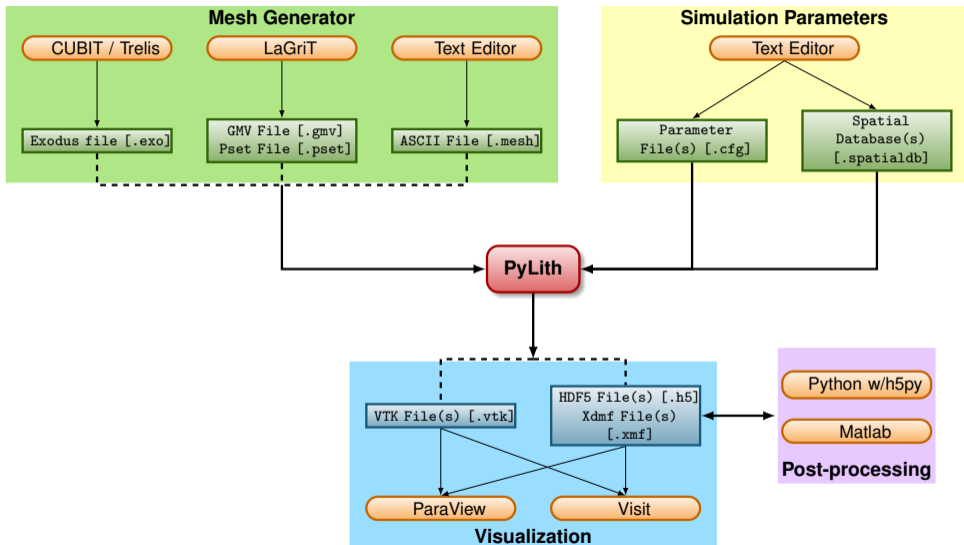 Mesh Generator
CUBIT / Trelis
LaGriT
Text Editor
Exodus file [.exo]
GMV File [.gmv]
Pset File [.pset]
ASCII File [.mesh]
Simulation Parameters
Text Editor
Parameter
File(s) [.cfg]
Spatial
Database(s)
[.spatialdb]
PyLith
VTK File(s) [.vtk]
HDF5 File(s) [.h5]
Xdmf File(s)
[.xmf]
ParaView
Visit
Visualization
Python w/h5py
Matlab
Post-processing